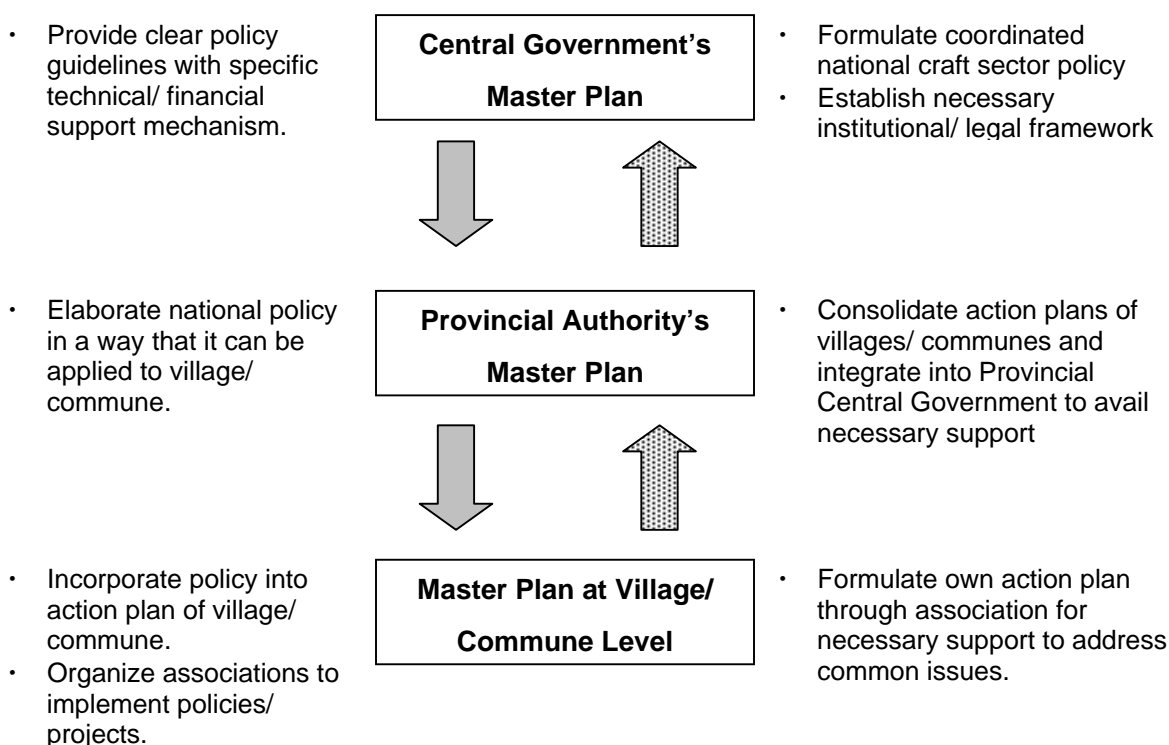 ・ Provide clear policy
guidelines with specific
technical/ financial
support mechanism.
Central Government’s
Master Plan
・ Formulate coordinated
national craft sector policy
・ Establish necessary
institutional/ legal framework
・ Elaborate national policy
in a way that it can be
applied to village/
commune.
Provincial Authority’s
Master Plan
・ Consolidate action plans of
villages/ communes and
integrate into Provincial
Central Government to avail
necessary support
・ Incorporate policy into
action plan of village/
commune.
・ Organize associations to
implement policies/
projects.
Master Plan at Village/
Commune Level
・ Formulate own action plan
through association for
necessary support to address
common issues.